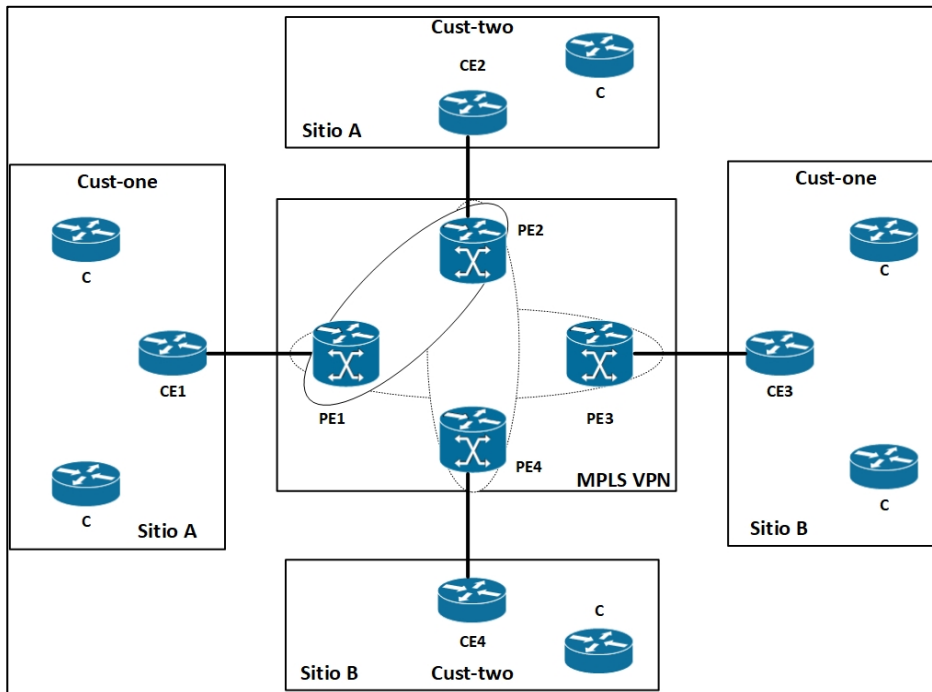 Cust-two
CE2
C
Sitio A
Cust-one
C
CE1
C
Sitio A
PE2
PE1
PE3
PE4
MPLS VPN
Cust-one
C
CE3
C
Sitio B
C
CE4
Sitio B
Cust-two